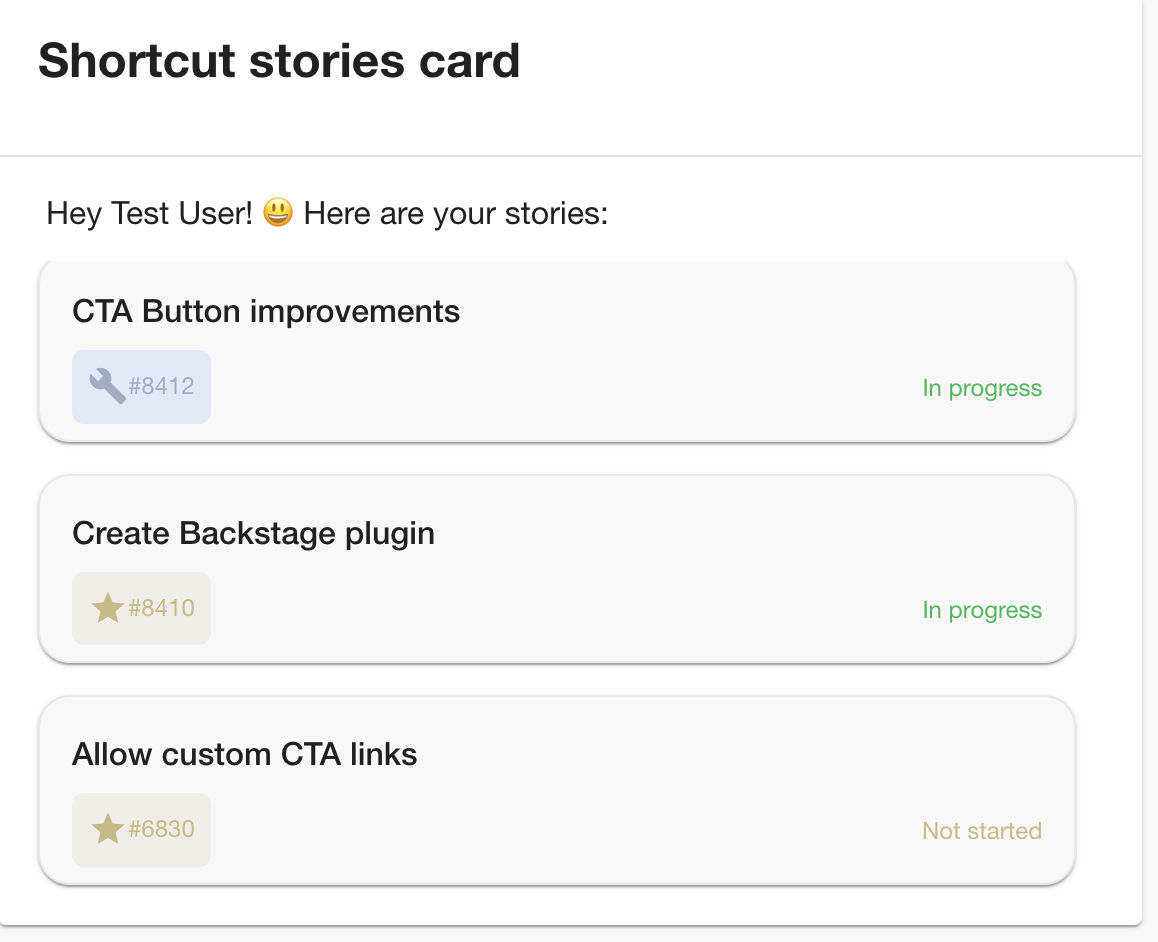 Shortcut stories card
Hey Test User! 😃 Here are your stories:
CTA Button improvements
#8412
In progress
Create Backstage plugin
#8410
In progress
Allow custom CTA links
#6830
Not started